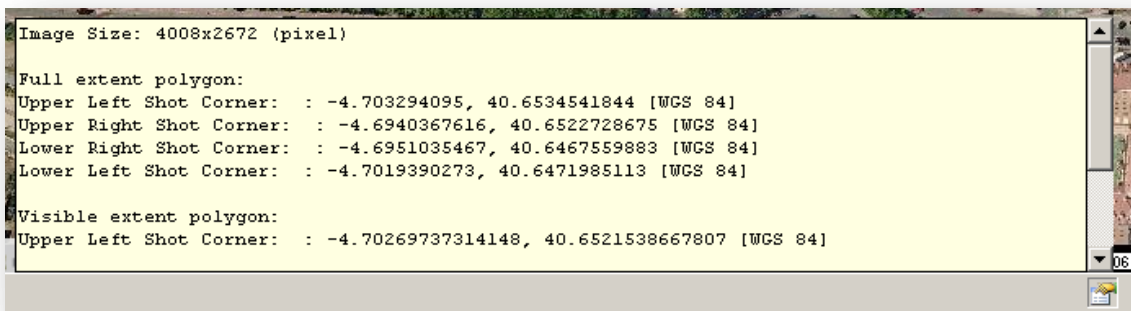 Image Size: 4008x2672 (pixel)
Full extent polygon:
Upper Left Shot Corner:  : -4.703294095, 40.6534541844 [WGS 84]
Upper Right Shot Corner:  : -4.6940367616, 40.6522728675 [WGS 84]
Lower Right Shot Corner:  : -4.6951035467, 40.6467559883 [WGS 84]
Lower Left Shot Corner:  : -4.7019390273, 40.6471985113 [WGS 84]
Visible extent polygon:
Upper Left Shot Corner:  : -4.70269737314148, 40.6521538667807 [WGS 84]
06